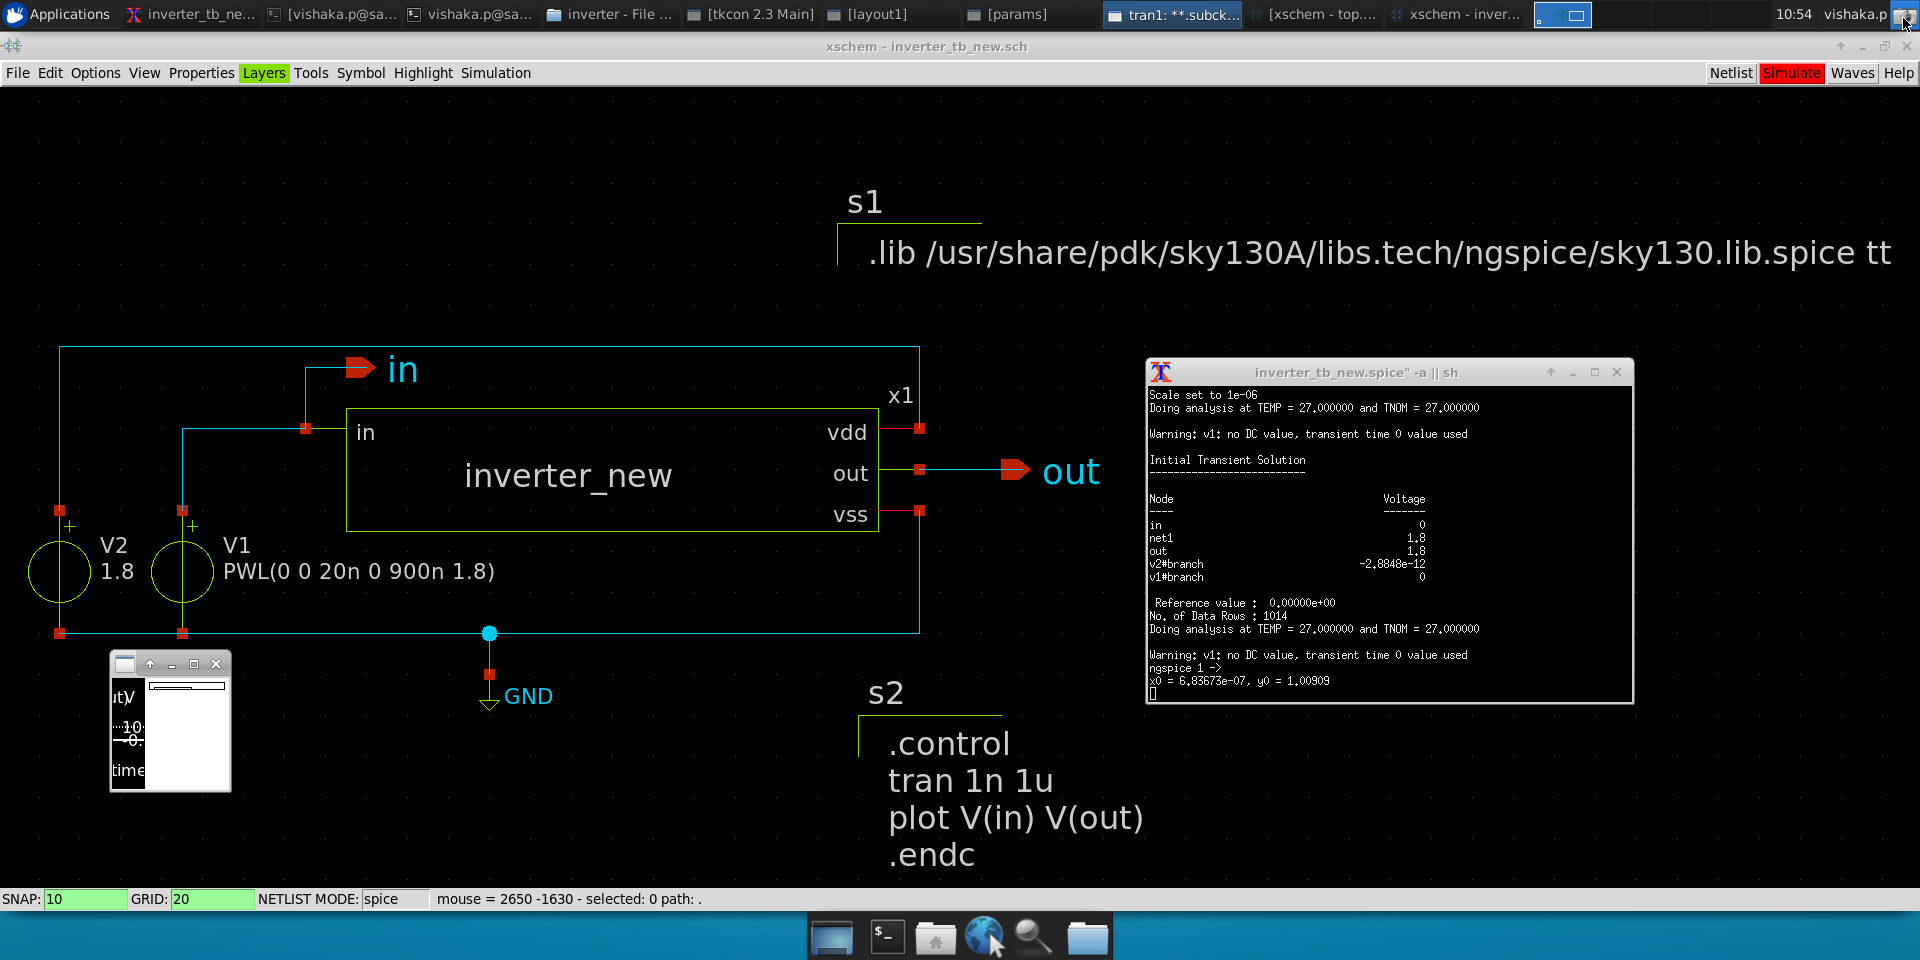 Applications inverter_tb_ne... [vishaka.p@sa... vishaka.p@sa... inverter - File ... [tkcon 2.3 Main] [layout1] [params] tran1: **.subck... [xschem - top.... xschem - inver... 10:54 vishaka.p
xschem - inverter_tb_new.sch
File Edit Options View Properties Layers Tools Symbol Highlight Simulation Netlist Simulate Waves Help
s1
.lib /usr/share/pdk/sky130A/libs.tech/ngspice/sky130.lib.spice tt
in
x1
in
vdd
inverter_new
out
vss
out
V2
1.8
V1
PWL(0 0 20n 0 900n 1.8)
GND
utV
10
-0.
time
s2
.control
tran 1n 1u
plot V(in) V(out)
.endc
inverter_tb_new.spice" -a || sh
Scale set to 1e-06
Doing analysis at TEMP = 27.000000 and TNOM = 27.000000
Warning: v1: no DC value, transient time 0 value used
Initial Transient Solution
--------------------------
Node Voltage
---- -------
in 0
net1 1.8
out 1.8
v2#branch -2.8848e-12
v1#branch 0
Reference value : 0.00000e+00
No. of Data Rows : 1014
Doing analysis at TEMP = 27.000000 and TNOM = 27.000000
Warning: v1: no DC value, transient time 0 value used
ngspice 1 ->
x0 = 6.83673e-07, y0 = 1.00909
SNAP: 10 GRID: 20 NETLIST MODE: spice mouse = 2650 -1630 - selected: 0 path: .
$_